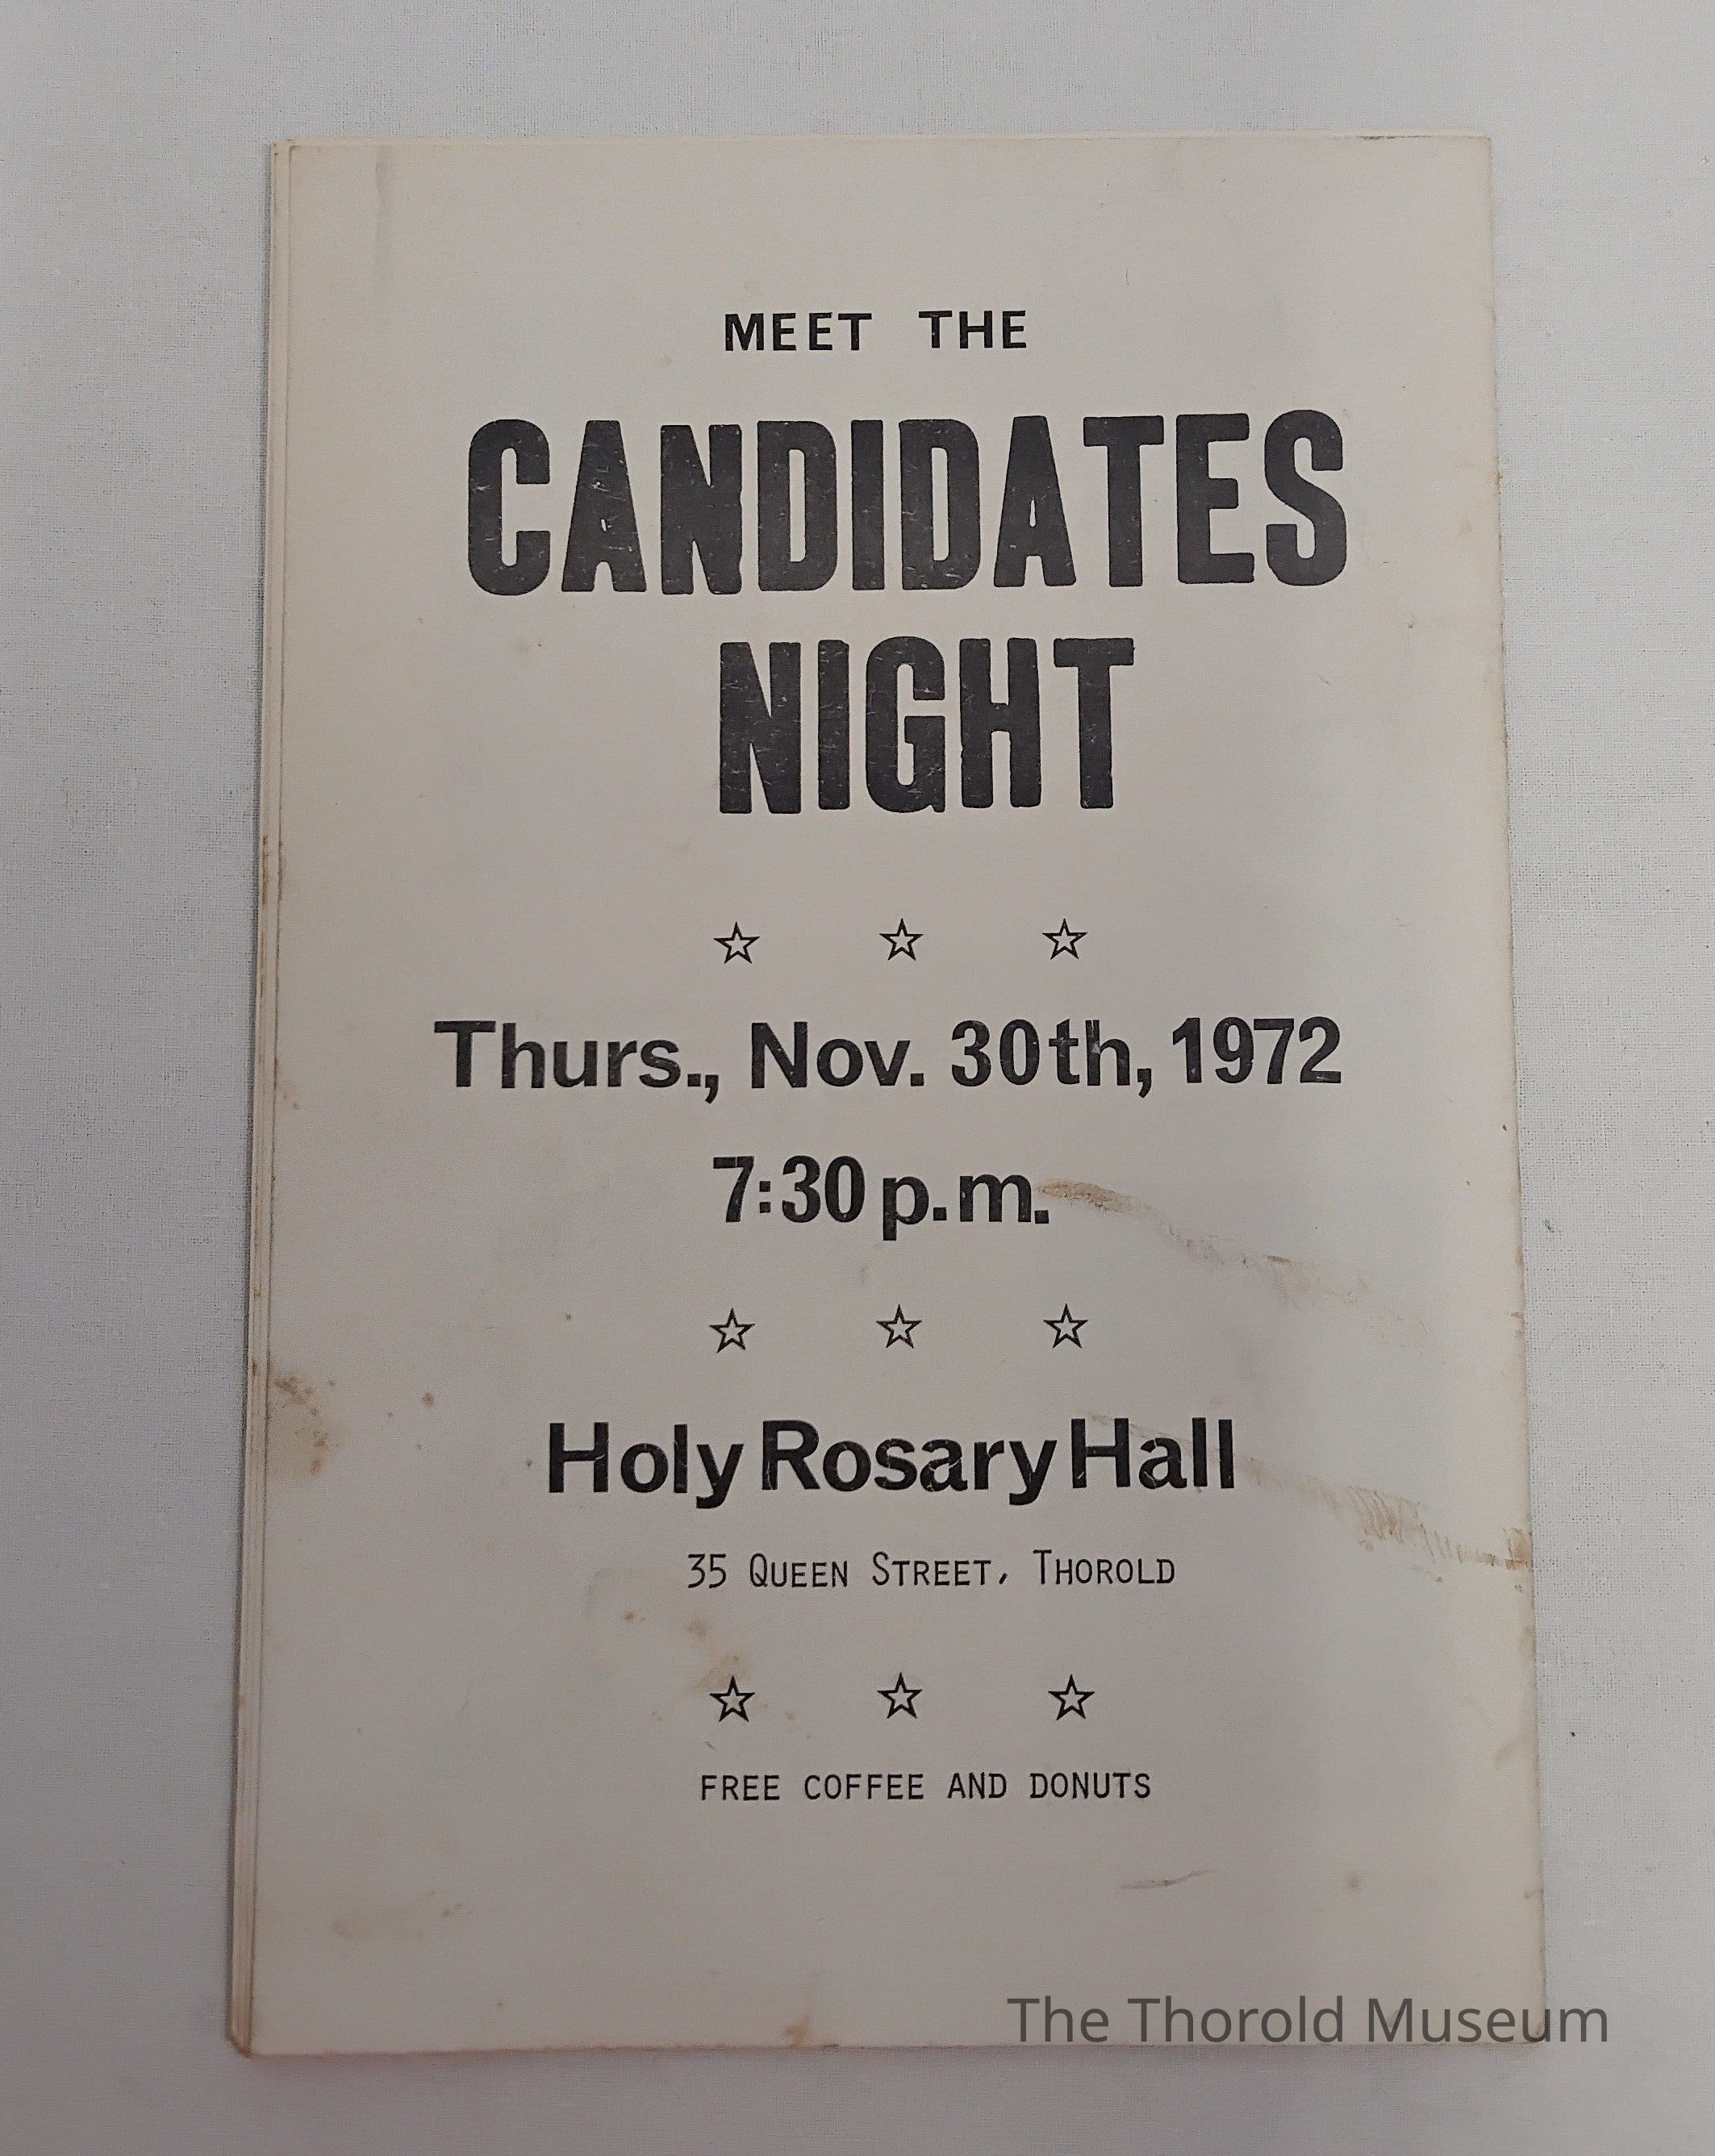 MEET THE
CANDIDATES
NIGHT
☆ ☆ ☆
Thurs., Nov. 30th, 1972
7:30 p.m.
☆ ☆ ☆
Holy Rosary Hall
35 QUEEN STREET, THOROLD
☆ ☆ ☆
FREE COFFEE AND DONUTS
The Thorold Museum